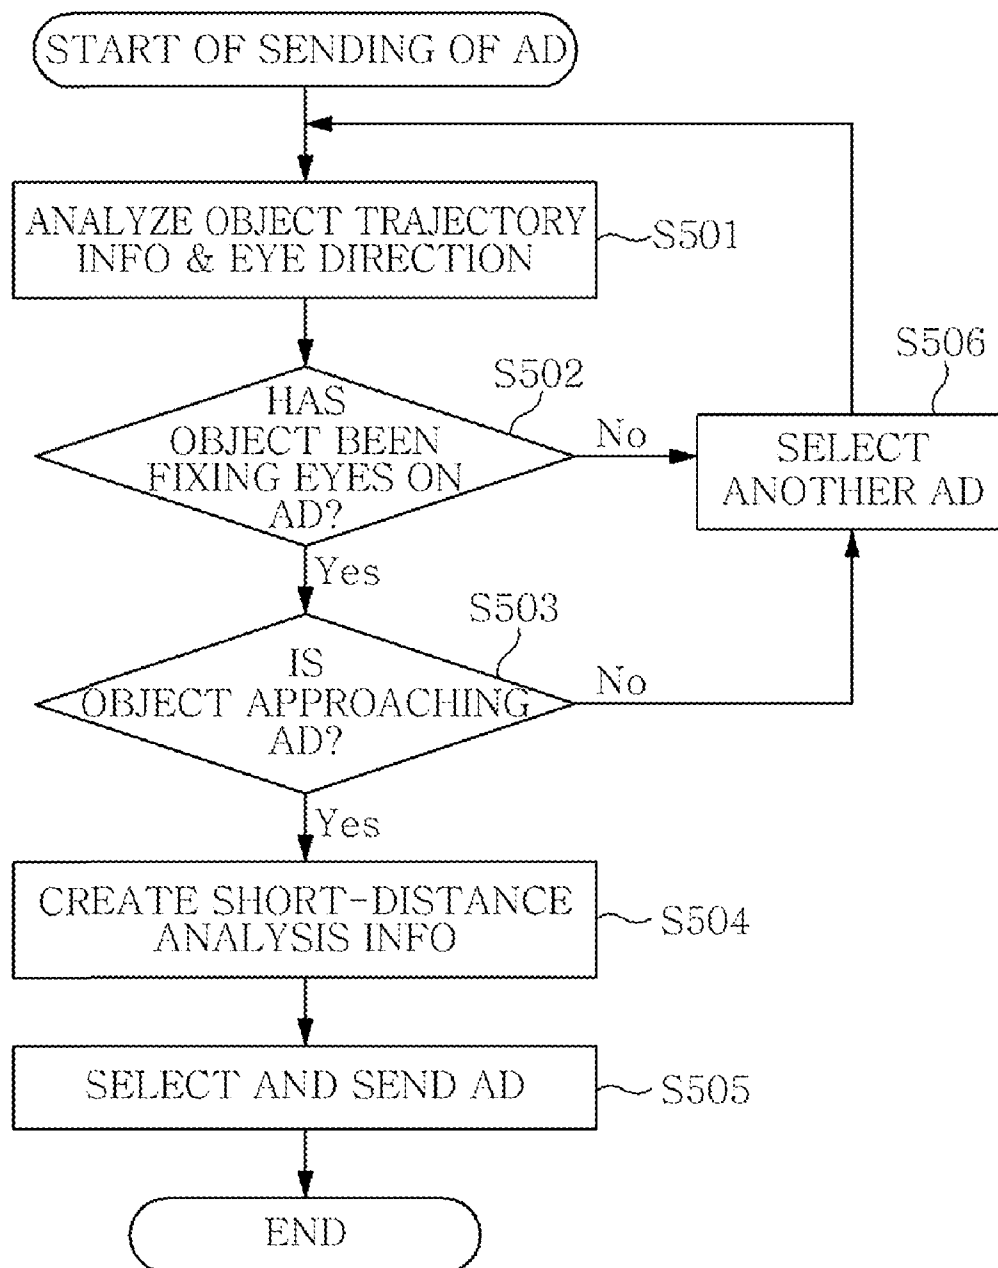 START OF SENDING OF AD
ANALYZE OBJECT TRAJECTORY
INFO & EYE DIRECTION
S501
S506
S502
HAS
OBJECT BEEN
FIXING EYES ON
AD?
No
SELECT
ANOTHER AD
Yes
S503
IS
OBJECT APPROACHING
AD?
No
Yes
CREATE SHORT-DISTANCE
ANALYSIS INFO
S504
SELECT AND SEND AD
S505
END